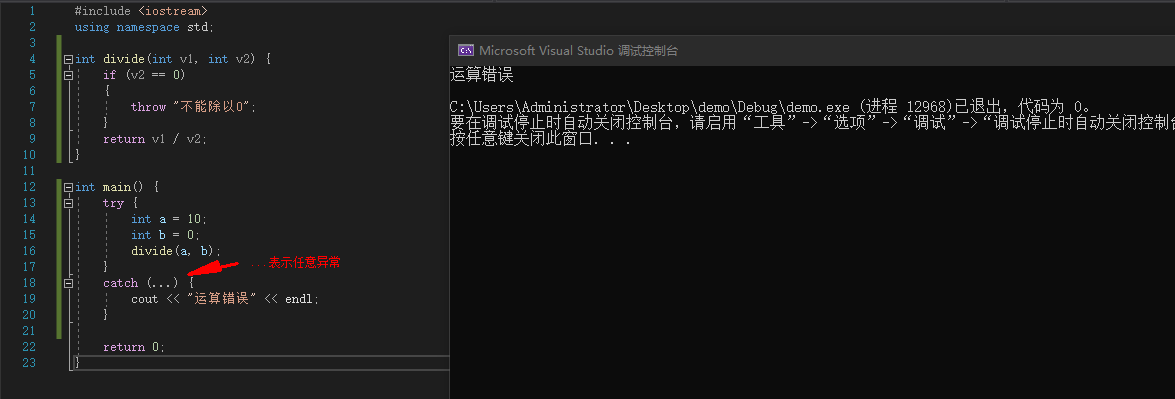 1 #include <iostream>
2 using namespace std;
3
4 int divide(int v1, int v2) {
5 if (v2 == 0)
6 {
7 throw "不能除以0";
8 }
9 return v1 / v2;
10 }
11
12 int main() {
13 try {
14 int a = 10;
15 int b = 0;
16 divide(a, b);
17 }
...表示任意异常
18 catch (...) {
19 cout << "运算错误" << endl;
20 }
21
22 return 0;
23 }
C:\ Microsoft Visual Studio 调试控制台
运算错误
C:\Users\Administrator\Desktop\demo\Debug\demo.exe (进程 12968)已退出，代码为 0。
要在调试停止时自动关闭控制台，请启用“工具”->“选项”->“调试”->“调试停止时自动关闭控制台
按任意键关闭此窗口. . .